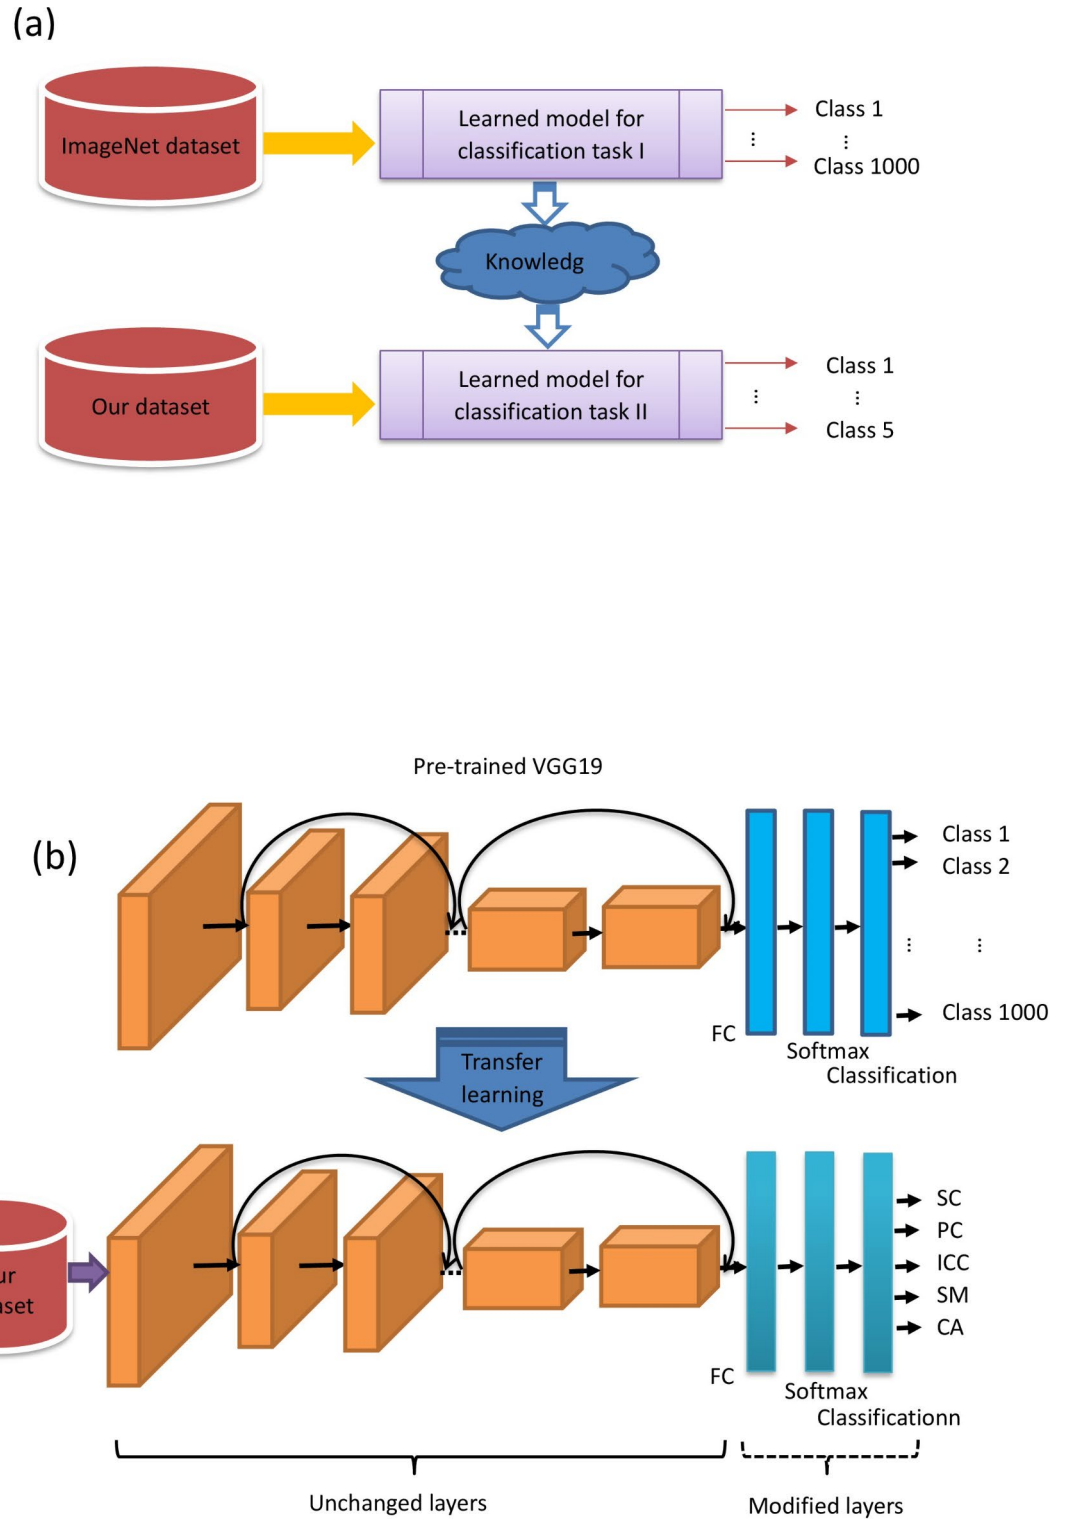 (a)
ImageNet dataset
Learned model for
classification task I
Class 1
Class 1000
Knowledg
Our dataset
Learned model for
classification task II
Class 1
Class 5
Pre-trained VGG19
(b)
Class 1
Class 2
Class 1000
FC
Softmax
Classification
Transfer
learning
ur
set
SC
PC
ICC
SM
CA
FC
Softmax
Classificationn
Unchanged layers
Modified layers